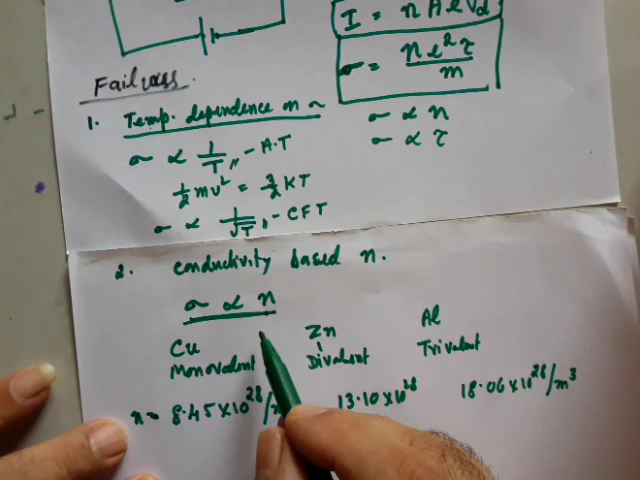 I = nAeVd
σ = ne²τ/m
Failures.
1. Temp. dependence on σ
σ ∝ n
σ ∝ 1/T,, - A.T
σ ∝ τ
½mv² = 3/2 KT
σ ∝ 1/√T,, - CFT
2. conductivity based n.
σ ∝ n
Cu Zn Al
Monovalent Divalent Trivalent
n = 8.45×10²⁸/ 13.10×10²⁸ 18.06×10²⁸/m³